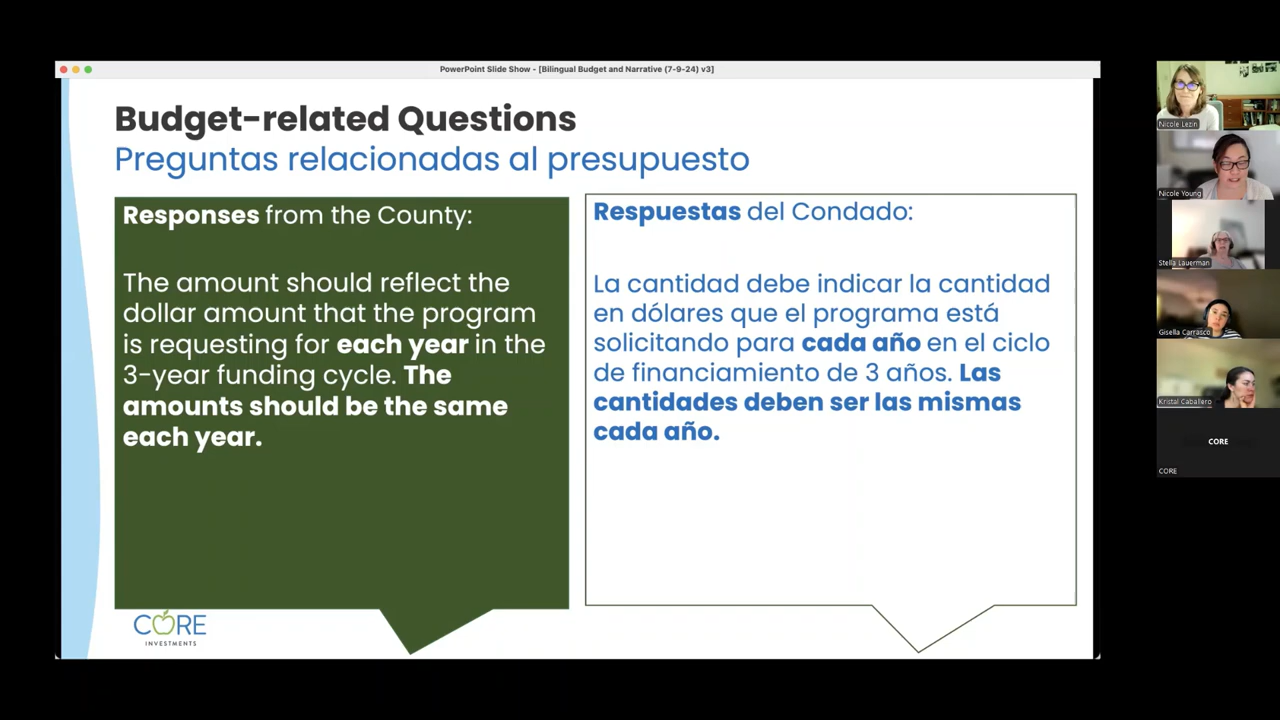 PowerPoint Slide Show - [Bilingual Budget and Narrative (7-9-24) v3]
Budget-related Questions
Preguntas relacionadas al presupuesto
Responses from the County:
The amount should reflect the
dollar amount that the program
is requesting for each year in the
3-year funding cycle. The
amounts should be the same
each year.
Respuestas del Condado:
La cantidad debe indicar la cantidad
en dólares que el programa está
solicitando para cada año en el ciclo
de financiamiento de 3 años. Las
cantidades deben ser las mismas
cada año.
CORE
INVESTMENTS
Nicole Lezin
Nicole Young
Stella Lauerman
Gisella Carrasco
Kristal Caballero
CORE
CORE